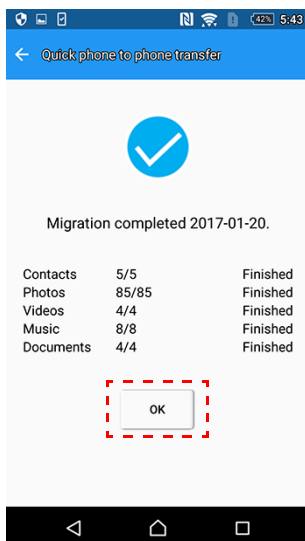 42% 5:43
Quick phone to phone transfer
Migration completed 2017-01-20.
Contacts 5/5 Finished
Photos 85/85 Finished
Videos 4/4 Finished
Music 8/8 Finished
Documents 4/4 Finished
OK